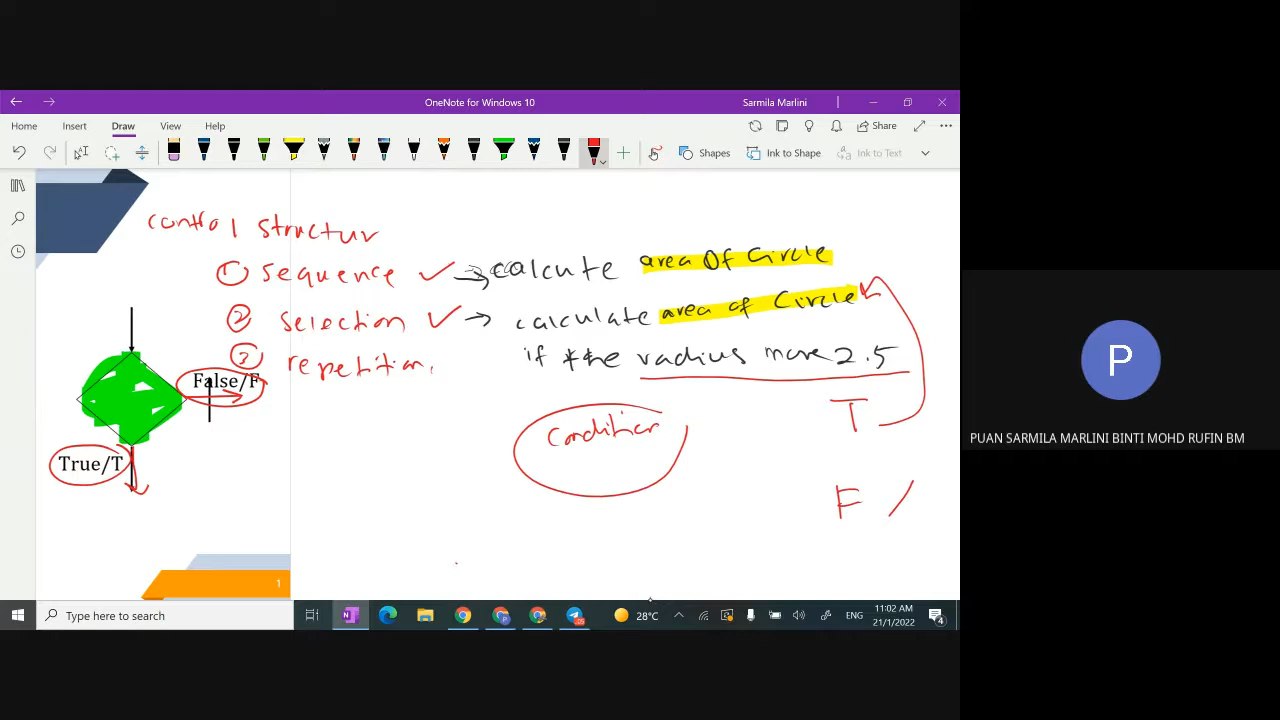 OneNote for Windows 10
Sarmila Marlini
Home Insert Draw View Help
Share
Shapes Ink to Shape Ink to Text
control structur
① sequence ✓ → calcute area Of Circle
② selection ✓ → calculate area of Circle
if the radius more 2.5
③ repetition
False/F
Condition
T
True/T
F
1
PUAN SARMILA MARLINI BINTI MOHD RUFIN BM
P
Type here to search
28°C
ENG
11:02 AM
21/1/2022
4